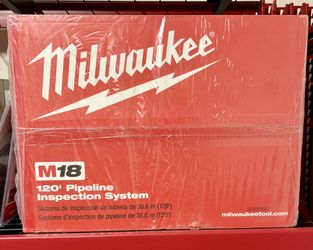 Milwaukee
M18
120' Pipeline
Inspection System
Sistema de inspección de tubería de 36,6 m (120')
Système d'inspection de pipeline de 36,6 m (120')
milwaukeetool.com